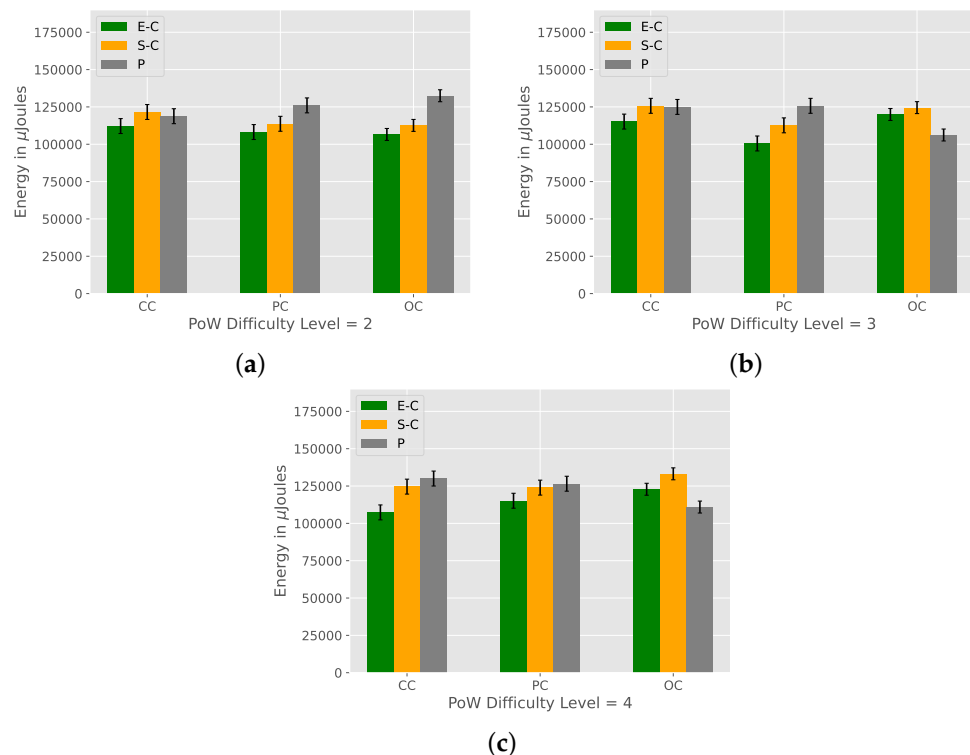 175000
150000
125000
100000
75000
50000
25000
0
Energy in μJoules
E-C
S-C
P
CC PC OC
PoW Difficulty Level = 2
(a)
175000
150000
125000
100000
75000
50000
25000
0
Energy in μJoules
E-C
S-C
P
CC PC OC
PoW Difficulty Level = 3
(b)
175000
150000
125000
100000
75000
50000
25000
0
Energy in μJoules
E-C
S-C
P
CC PC OC
PoW Difficulty Level = 4
(c)